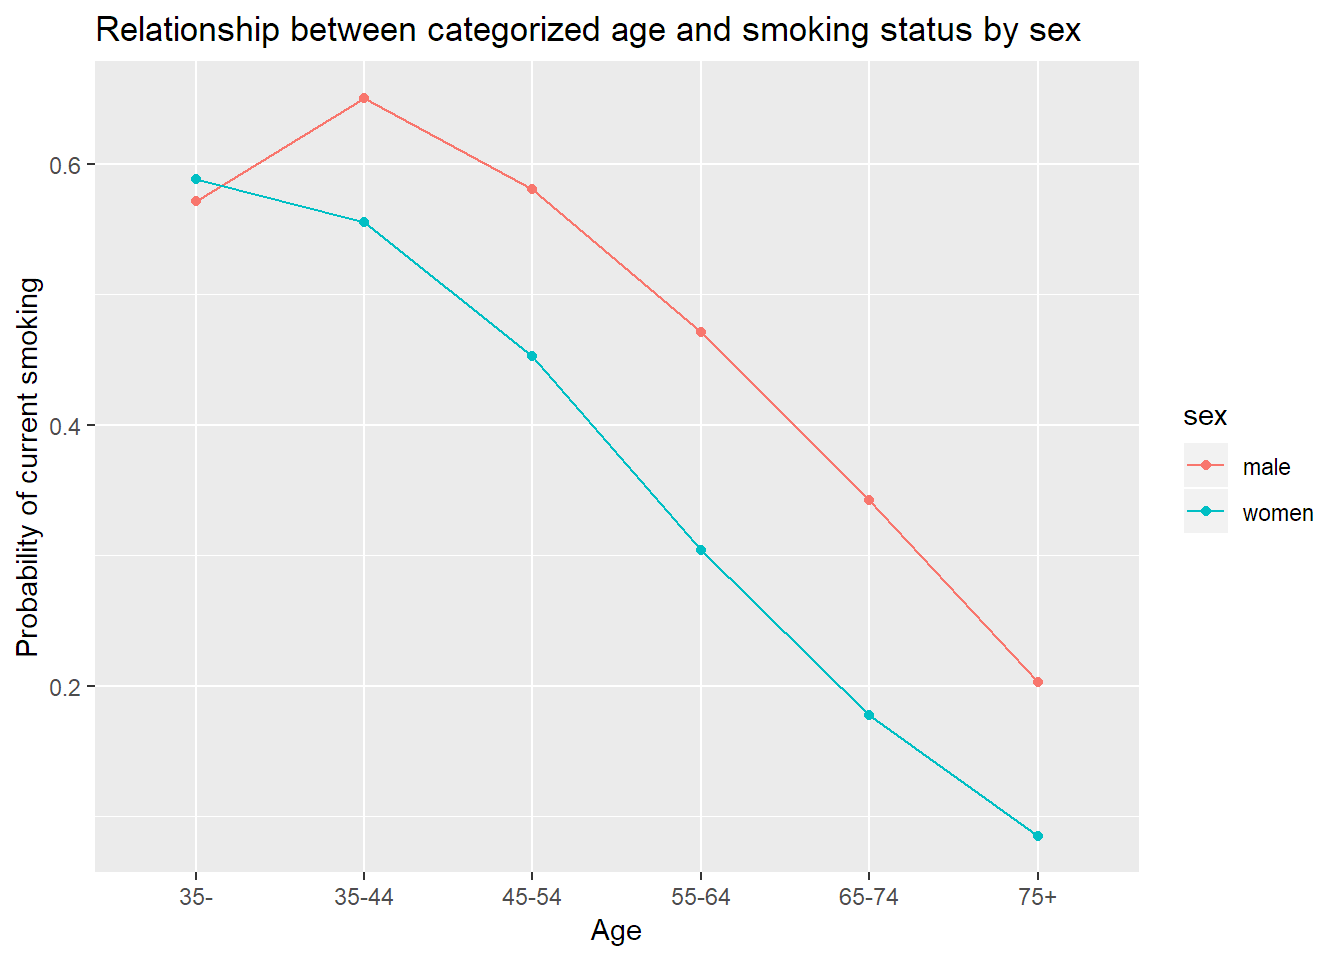 Relationship between categorized age and smoking status by sex
Probability of current smoking
0.6
0.4
0.2
35-
35-44
45-54
55-64
65-74
75+
Age
sex
male
women